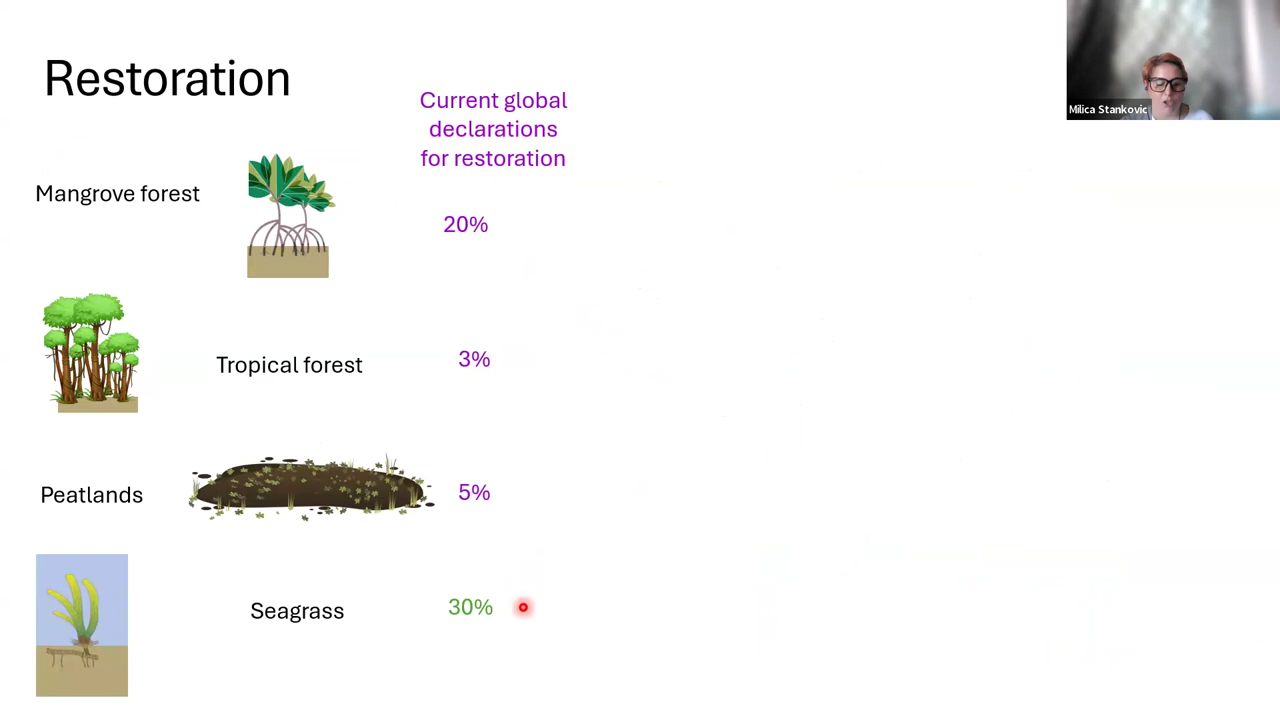 Restoration
Current global
declarations
for restoration
Milica Stankovic
Mangrove forest
20%
Tropical forest
3%
Peatlands
5%
Seagrass
30%